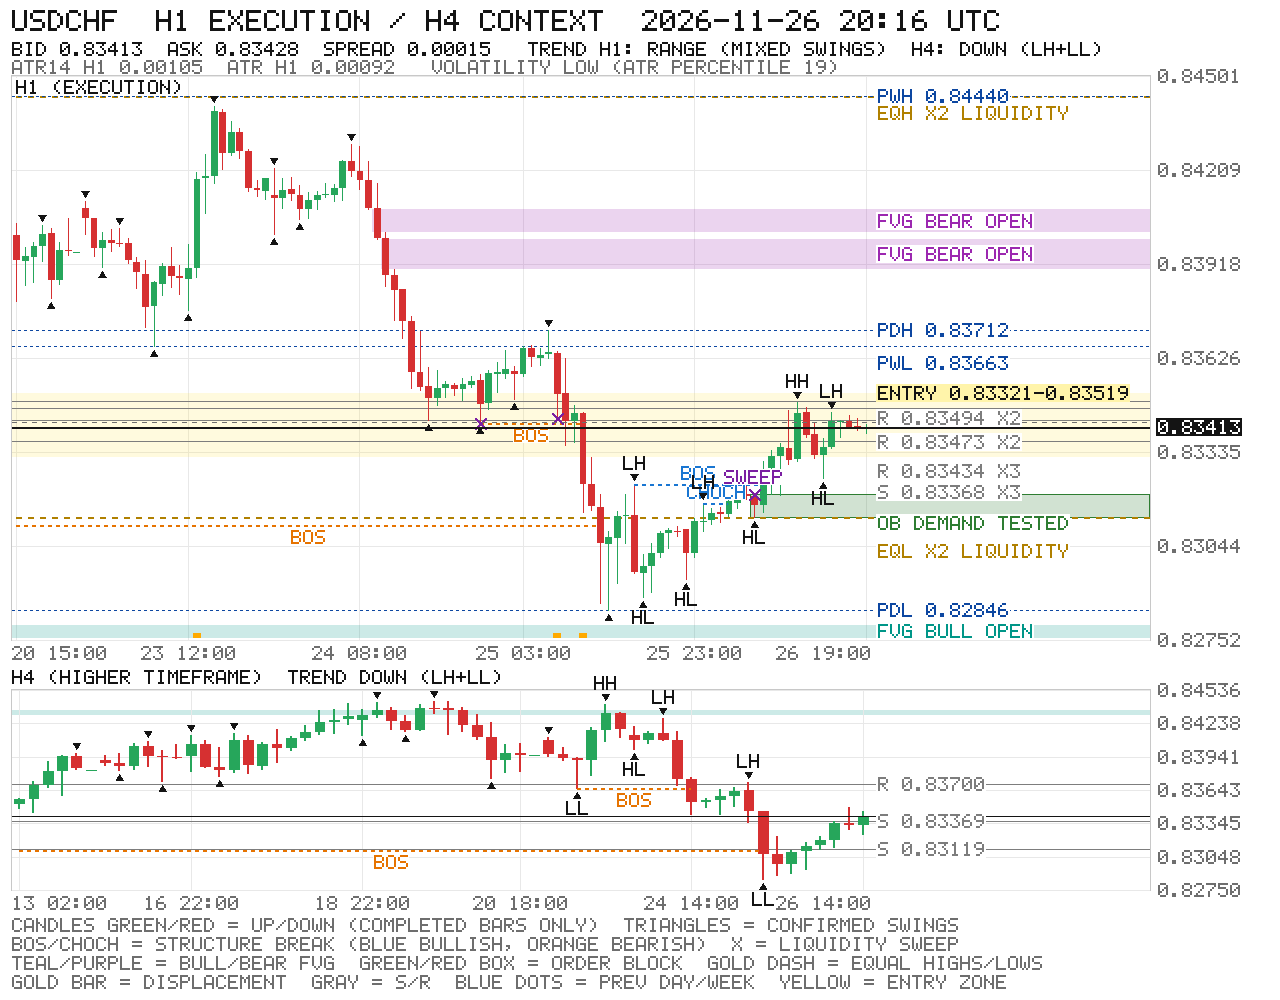 USDCHF  H1 EXECUTION / H4 CONTEXT  2026-11-26 20:16 UTC
BID 0.83413  ASK 0.83428  SPREAD 0.00015   TREND H1: RANGE (MIXED SWINGS)  H4: DOWN (LH+LL)
ATR14 H1 0.00105  ATR H1 0.00092   VOLATILITY LOW (ATR PERCENTILE 19)
H1 (EXECUTION)
0.84501
PWH 0.84440
EQH X2 LIQUIDITY
0.84209
FVG BEAR OPEN
FVG BEAR OPEN
0.83918
PDH 0.83712
PWL 0.83663
0.83626
HH
LH
ENTRY 0.83321-0.83519
R 0.83494 X2
0.83413
BOS
R 0.83473 X2
0.83335
LH
BOS
SWEEP
R 0.83434 X3
LH
CHOCH
HL
S 0.83368 X3
OB DEMAND TESTED
BOS
HL
0.83044
EQL X2 LIQUIDITY
HL
HL
PDL 0.82846
FVG BULL OPEN
0.82752
20 15:00  23 12:00  24 08:00  25 03:00  25 23:00  26 19:00
H4 (HIGHER TIMEFRAME)  TREND DOWN (LH+LL)
HH
LH
0.84536
0.84238
HL
LH
0.83941
R 0.83700
LL
BOS
0.83643
S 0.83369
0.83345
BOS
S 0.83119
0.83048
LL
0.82750
13 02:00  16 22:00  18 22:00  20 18:00  24 14:00  26 14:00
CANDLES GREEN/RED = UP/DOWN (COMPLETED BARS ONLY)  TRIANGLES = CONFIRMED SWINGS
BOS/CHOCH = STRUCTURE BREAK (BLUE BULLISH, ORANGE BEARISH)  X = LIQUIDITY SWEEP
TEAL/PURPLE = BULL/BEAR FVG  GREEN/RED BOX = ORDER BLOCK  GOLD DASH = EQUAL HIGHS/LOWS
GOLD BAR = DISPLACEMENT  GRAY = S/R  BLUE DOTS = PREV DAY/WEEK  YELLOW = ENTRY ZONE